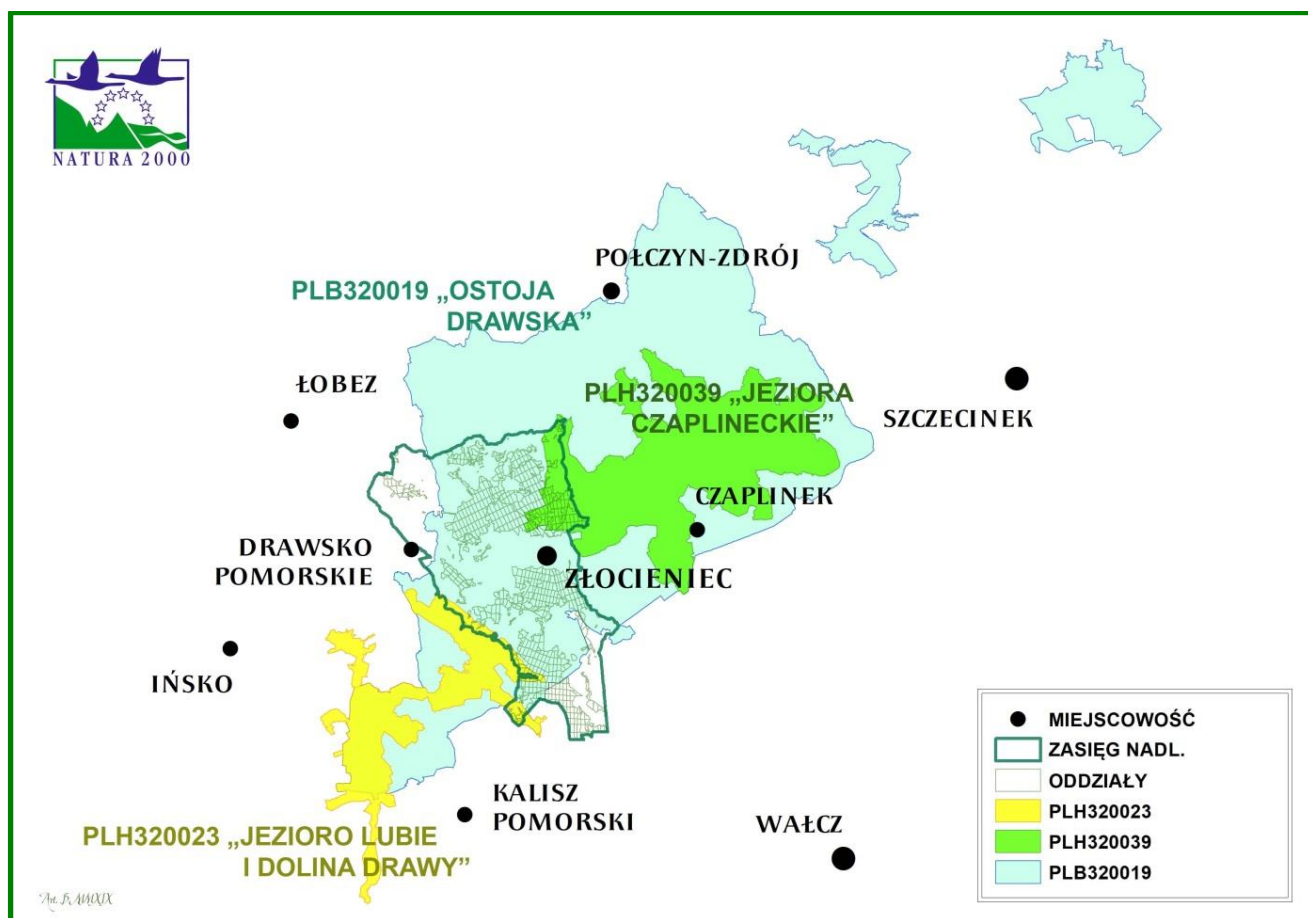 NATURA 2000
POŁCZYN-ZDRÓJ
PLB320019 „OSTOJA
DRAWSKA”
ŁOBEZ
PLH320039 „JEZIORA
CZAPLINECKIE”
SZCZECINEK
CZAPLINEK
DRAWSKO
POMORSKIE
ZŁOCIENIEC
IŃSKO
KALISZ
POMORSKI
PLH320023 „JEZIORO LUBIE
I DOLINA DRAWY”
WAŁCZ
MIEJSCOWOŚĆ
ZASIĘG NADL.
ODDZIAŁY
PLH320023
PLH320039
PLB320019